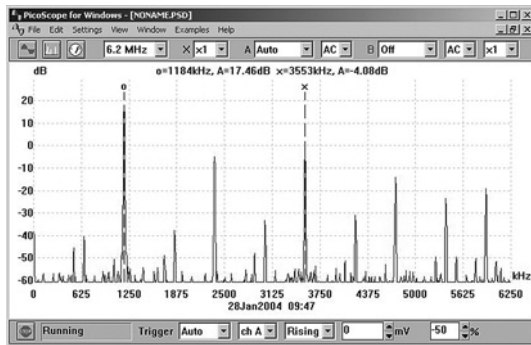 PicoScope for Windows - [NONAME.PSD]
File Edit Settings View Window Examples Help
6.2 MHz X x1 A Auto AC B Off AC x1
dB o=1184kHz, A=17.46dB x=3553kHz, A=-4.08dB
o x
20
10
0
-10
-20
-30
-40
-50
-60
kHz
0 625 1250 1875 2500 3125 3750 4375 5000 5625 6250
28Jan2004 09:47
Running Trigger Auto ch A Rising 0 mV -50 %